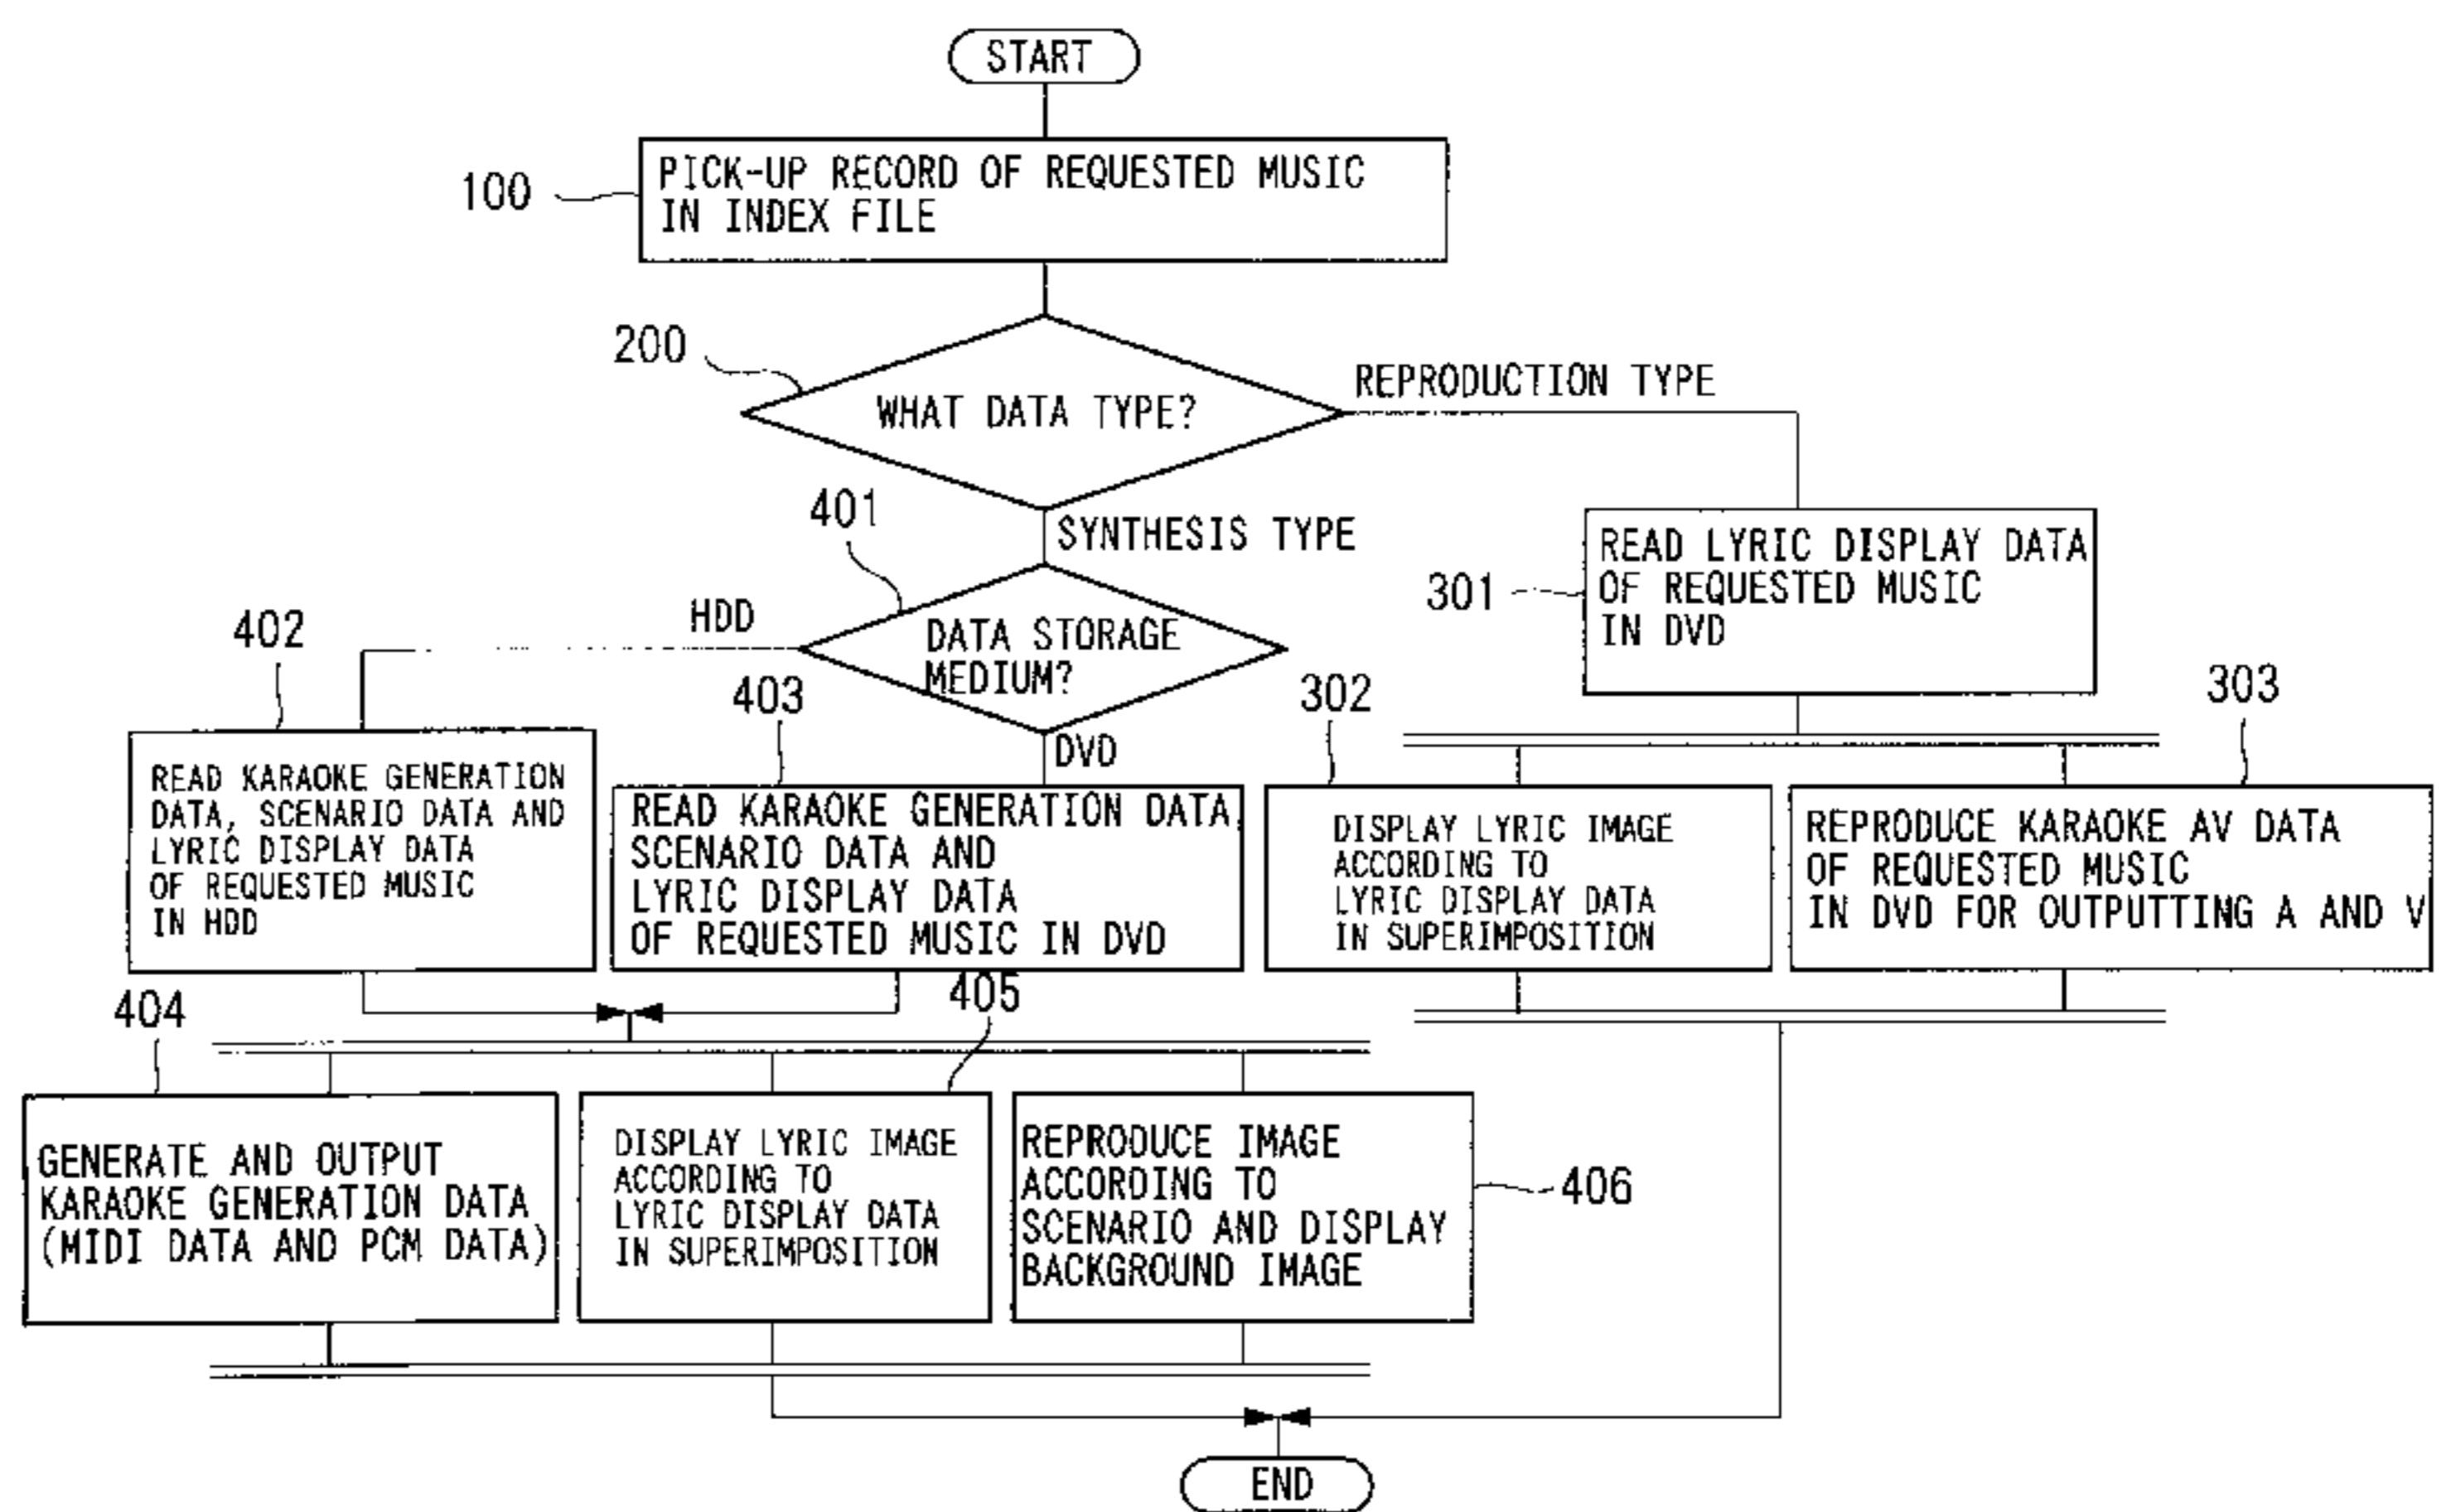 START
100
PICK-UP RECORD OF REQUESTED MUSIC
IN INDEX FILE
200
WHAT DATA TYPE?
REPRODUCTION TYPE
SYNTHESIS TYPE
401
DATA STORAGE
MEDIUM?
HDD
DVD
301
READ LYRIC DISPLAY DATA
OF REQUESTED MUSIC
IN DVD
402
READ KARAOKE GENERATION
DATA, SCENARIO DATA AND
LYRIC DISPLAY DATA
OF REQUESTED MUSIC
IN HDD
403
READ KARAOKE GENERATION DATA,
SCENARIO DATA AND
LYRIC DISPLAY DATA
OF REQUESTED MUSIC IN DVD
302
DISPLAY LYRIC IMAGE
ACCORDING TO
LYRIC DISPLAY DATA
IN SUPERIMPOSITION
303
REPRODUCE KARAOKE AV DATA
OF REQUESTED MUSIC
IN DVD FOR OUTPUTTING A AND V
404
GENERATE AND OUTPUT
KARAOKE GENERATION DATA
(MIDI DATA AND PCM DATA)
405
DISPLAY LYRIC IMAGE
ACCORDING TO
LYRIC DISPLAY DATA
IN SUPERIMPOSITION
406
REPRODUCE IMAGE
ACCORDING TO
SCENARIO AND DISPLAY
BACKGROUND IMAGE
END